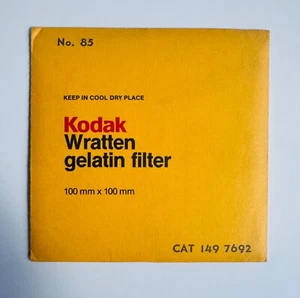 No. 85
KEEP IN COOL DRY PLACE
Kodak
Wratten
gelatin filter
100 mm x 100 mm
CAT 149 7692